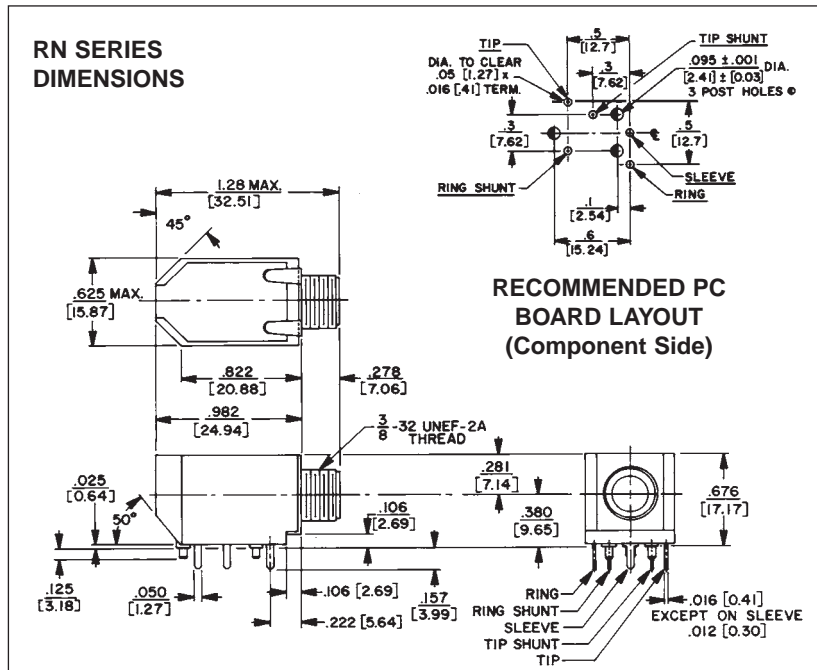 RN SERIES
DIMENSIONS
TIP
DIA. TO CLEAR
.05 [1.27] x
.016 [.41] TERM.
.5
[12.7]
.3
[7.62]
TIP SHUNT
.095 ±.001 DIA.
[2.41] ± [0.03]
3 POST HOLES
.3
[7.62]
.5
[12.7]
RING SHUNT
SLEEVE
RING
.1
[2.54]
.6
[15.24]
RECOMMENDED PC
BOARD LAYOUT
(Component Side)
1.28 MAX.
[32.51]
45°
.625 MAX.
[15.87]
.822
[20.88]
.278
[7.06]
.982
[24.94]
3/8 -32 UNEF-2A
THREAD
.025
[0.64]
50°
.106
[2.69]
.281
[7.14]
.380
[9.65]
.676
[17.17]
.125
[3.18]
.050
[1.27]
.106 [2.69]
.222 [5.64]
.157
[3.99]
RING
RING SHUNT
SLEEVE
TIP SHUNT
TIP
.016 [0.41]
EXCEPT ON SLEEVE
.012 [0.30]